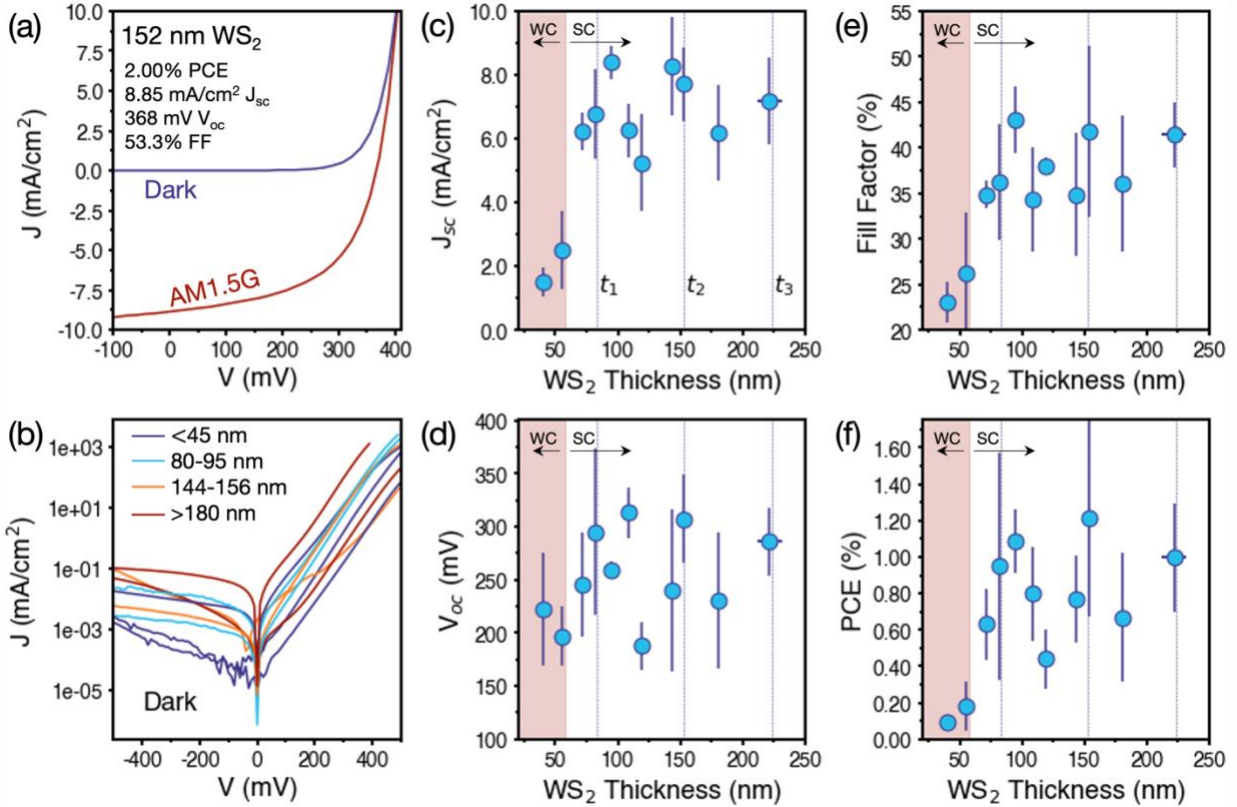 (a)
152 nm WS₂
2.00% PCE
8.85 mA/cm² Jsc
368 mV Voc
53.3% FF
Dark
AM1.5G
J (mA/cm²)
10.0
7.5
5.0
2.5
0.0
-2.5
-5.0
-7.5
-10.0
-100 0 100 200 300 400
V (mV)
(c)
WC SC
t₁ t₂ t₃
Jsc (mA/cm²)
10.0
8.0
6.0
4.0
2.0
0.0
50 100 150 200 250
WS₂ Thickness (nm)
(e)
WC SC
Fill Factor (%)
55
50
45
40
35
30
25
20
50 100 150 200 250
WS₂ Thickness (nm)
(b)
<45 nm
80-95 nm
144-156 nm
>180 nm
Dark
J (mA/cm²)
1e+03
1e+01
1e-01
1e-03
1e-05
-400 -200 0 200 400
V (mV)
(d)
WC SC
Voc (mV)
400
350
300
250
200
150
100
50 100 150 200 250
WS₂ Thickness (nm)
(f)
WC SC
PCE (%)
1.60
1.40
1.20
1.00
0.80
0.60
0.40
0.20
0.00
50 100 150 200 250
WS₂ Thickness (nm)